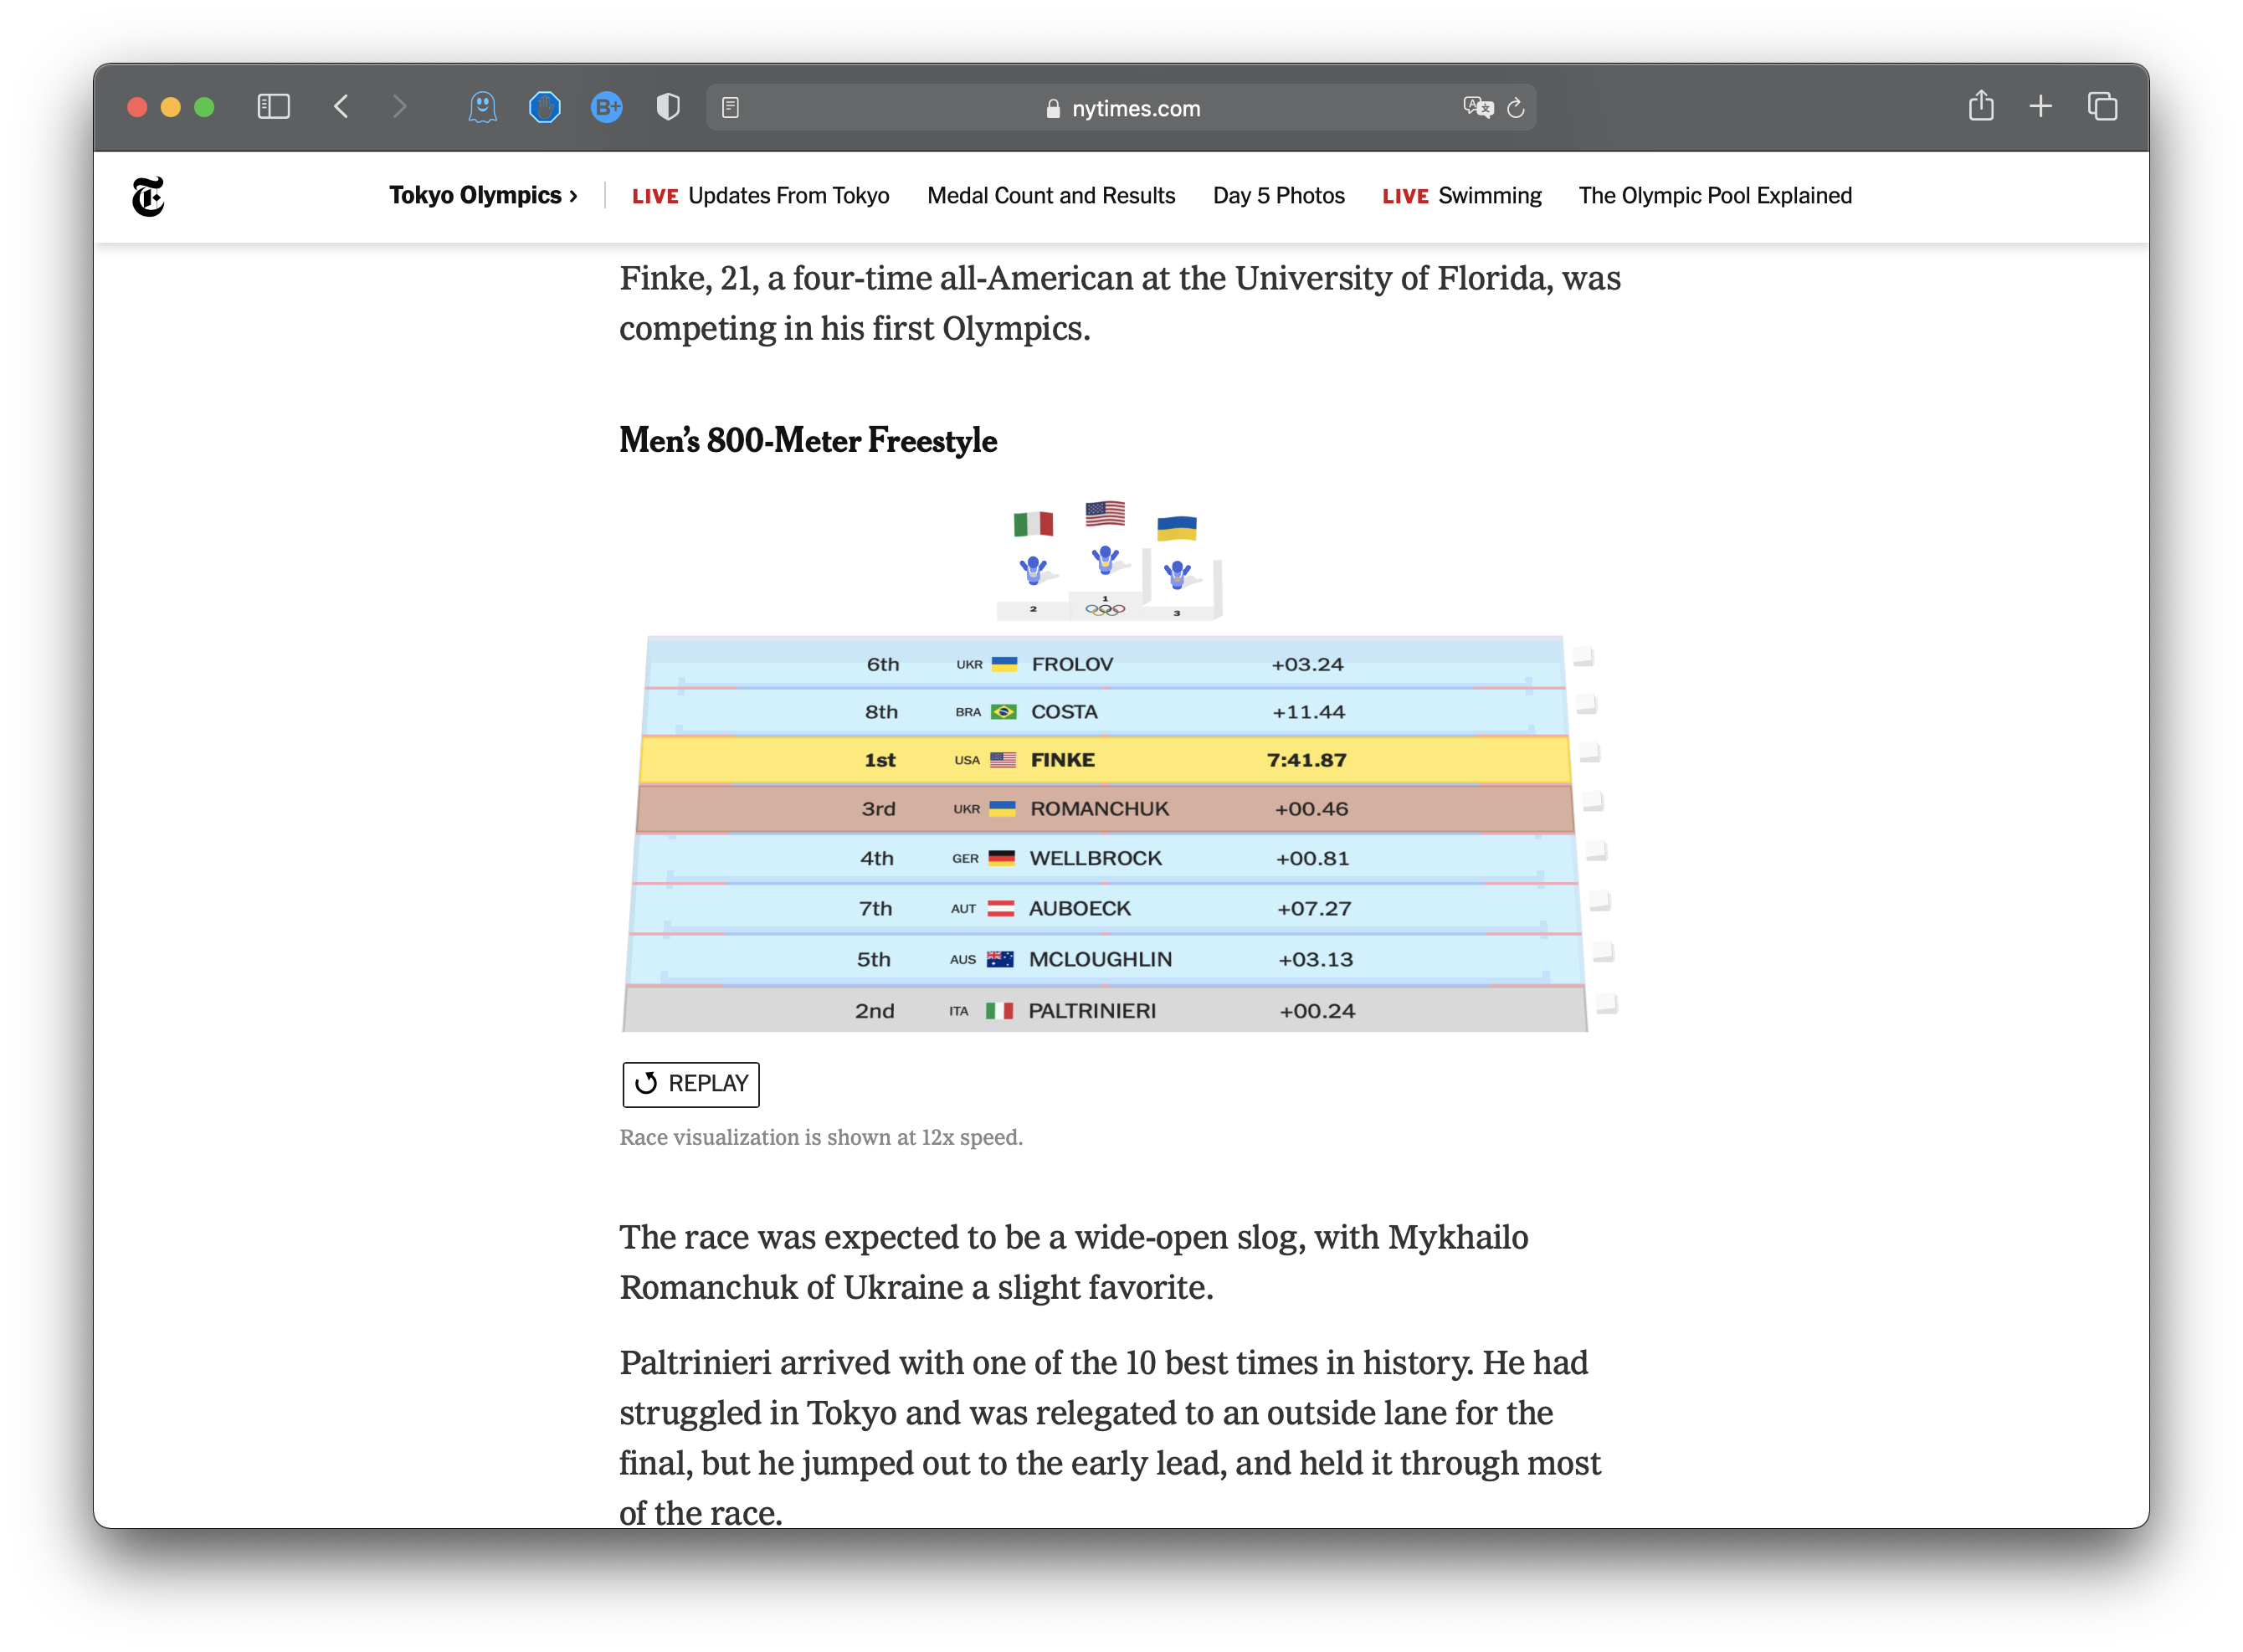 B+
nytimes.com
T
Tokyo Olympics ›
LIVE Updates From Tokyo
Medal Count and Results
Day 5 Photos
LIVE Swimming
The Olympic Pool Explained
Finke, 21, a four-time all-American at the University of Florida, was
competing in his first Olympics.
Men’s 800-Meter Freestyle
2
1
3
6th UKR FROLOV +03.24
8th BRA COSTA +11.44
1st USA FINKE 7:41.87
3rd UKR ROMANCHUK +00.46
4th GER WELLBROCK +00.81
7th AUT AUBOECK +07.27
5th AUS MCLOUGHLIN +03.13
2nd ITA PALTRINIERI +00.24
REPLAY
Race visualization is shown at 12x speed.
The race was expected to be a wide-open slog, with Mykhailo
Romanchuk of Ukraine a slight favorite.
Paltrinieri arrived with one of the 10 best times in history. He had
struggled in Tokyo and was relegated to an outside lane for the
final, but he jumped out to the early lead, and held it through most
of the race.